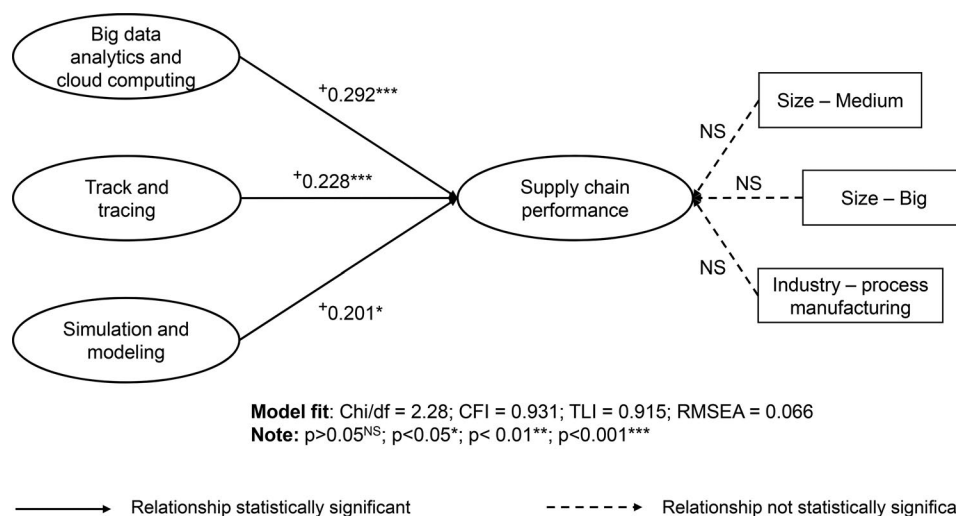 Big data
analytics and
cloud computing
+0.292***
Size – Medium
NS
Track and
tracing
+0.228***
Supply chain
performance
NS
Size – Big
NS
Simulation and
modeling
+0.201*
Industry – process
manufacturing
Model fit: Chi/df = 2.28; CFI = 0.931; TLI = 0.915; RMSEA = 0.066
Note: p>0.05NS; p<0.05*; p< 0.01**; p<0.001***
Relationship statistically significant
Relationship not statistically significa